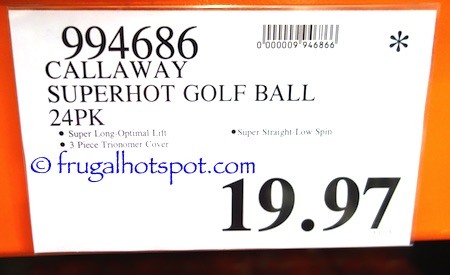 994686
0"000009"946866"
*
CALLAWAY
SUPERHOT GOLF BALL
24PK
• Super Long-Optimal Lift
• Super Straight-Low Spin
• 3 Piece Trionomer Cover
© frugalhotspot.com
19.97